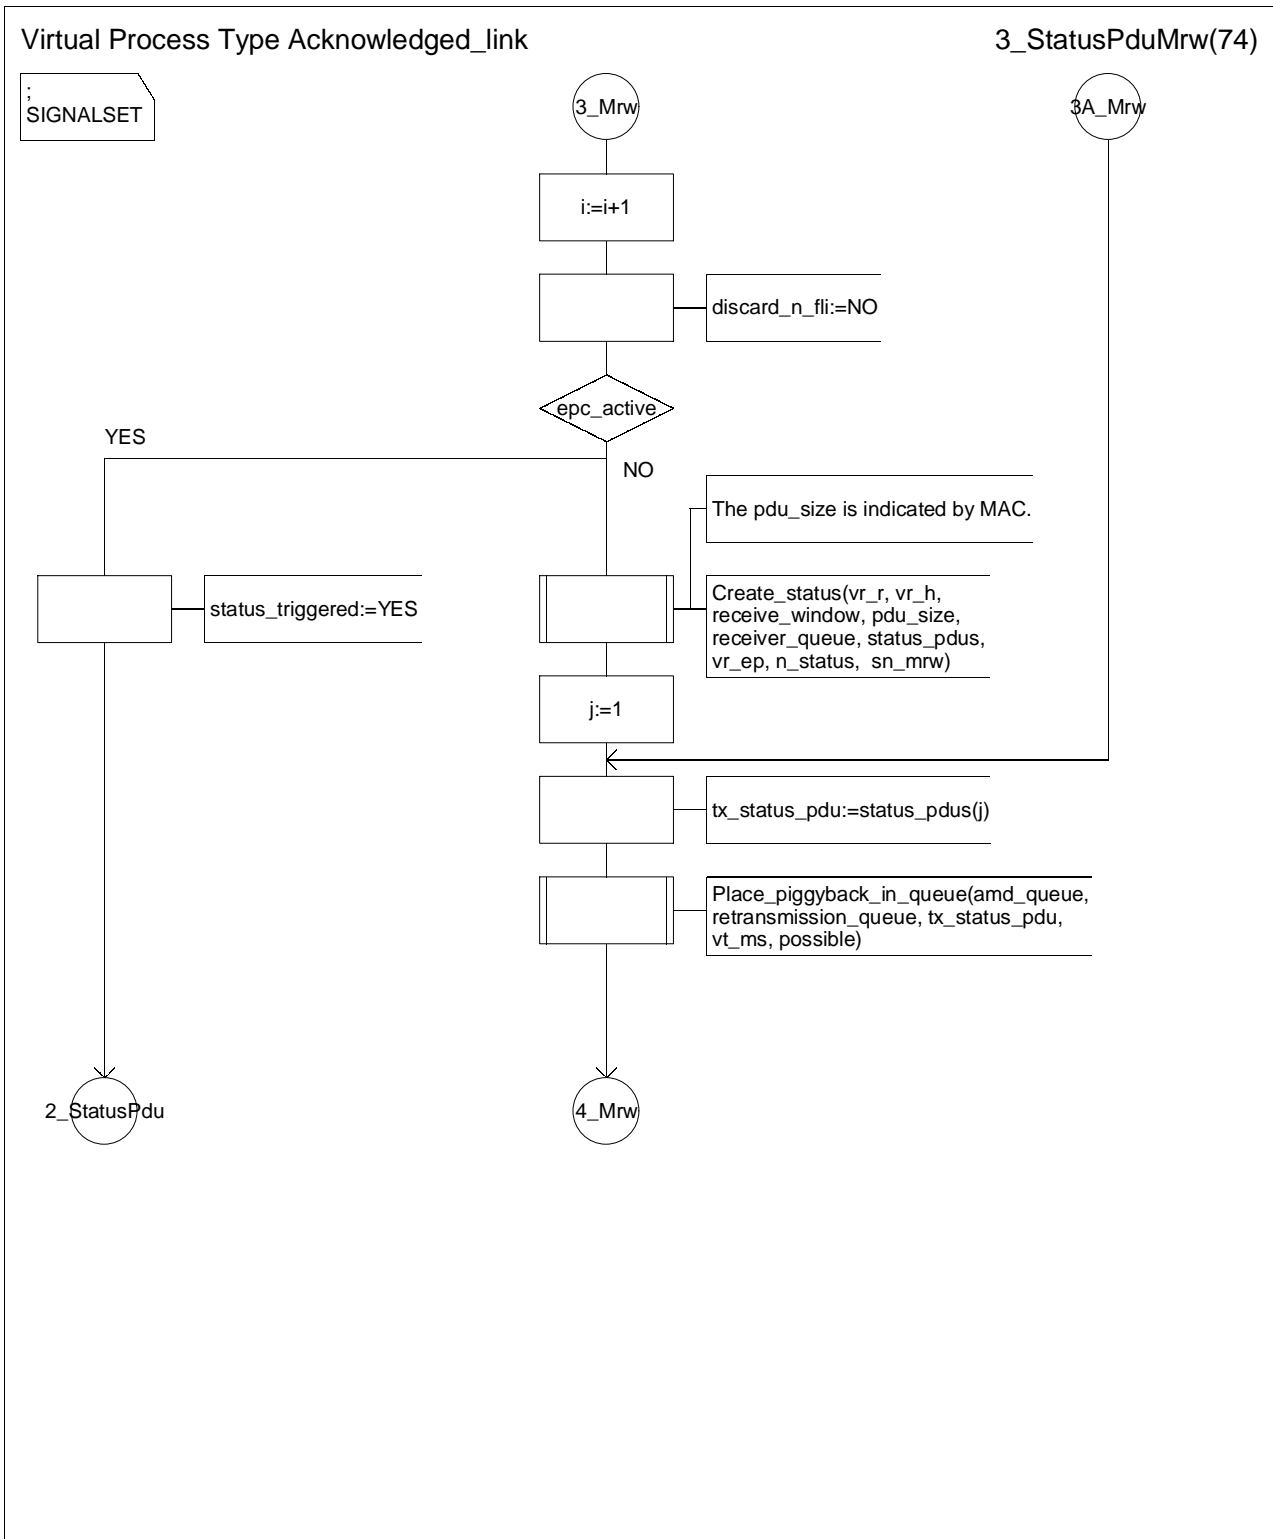 Virtual Process Type Acknowledged_link
3_StatusPduMrw(74)
;
SIGNALSET
3_Mrw
3A_Mrw
i:=i+1
discard_n_fli:=NO
epc_active
YES
NO
The pdu_size is indicated by MAC.
status_triggered:=YES
Create_status(vr_r, vr_h,
receive_window, pdu_size,
receiver_queue, status_pdus,
vr_ep, n_status,  sn_mrw)
j:=1
tx_status_pdu:=status_pdus(j)
Place_piggyback_in_queue(amd_queue,
retransmission_queue, tx_status_pdu,
vt_ms, possible)
2_StatusPdu
4_Mrw